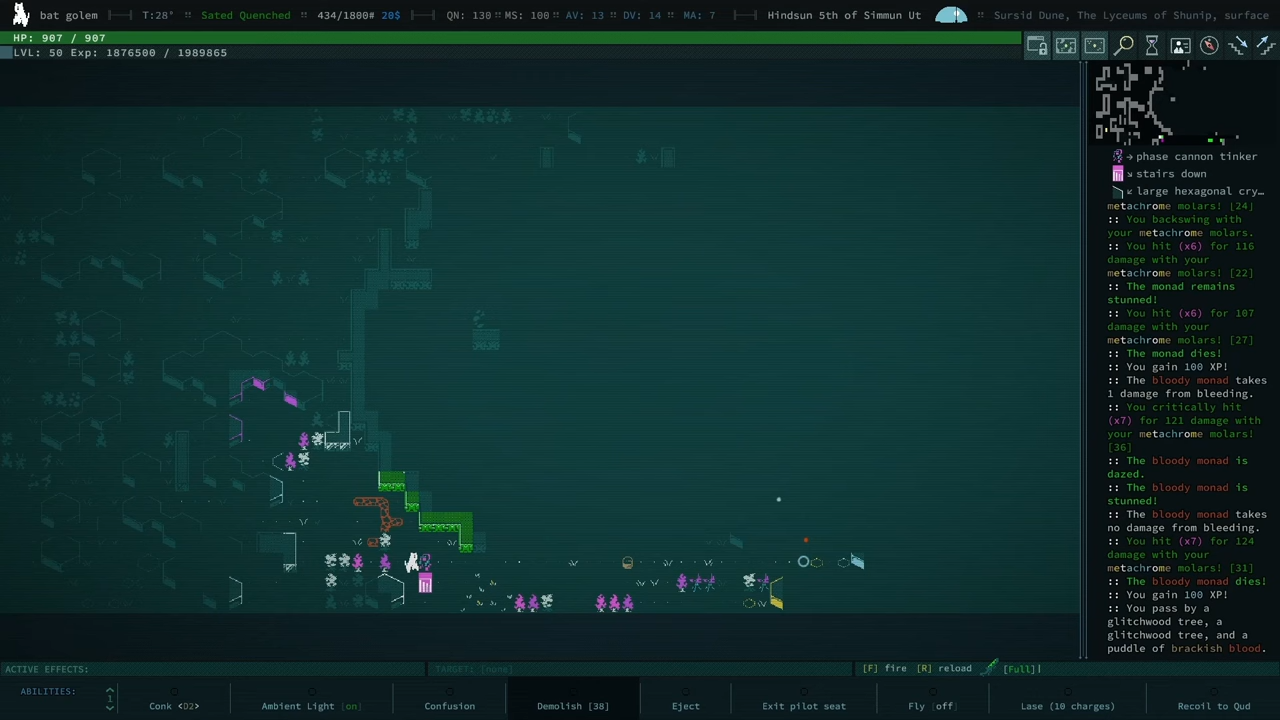 bat golem T:28° :: Sated Quenched :: 434/1800# 20$ QN: 130 :: MS: 100 :: AV: 13 :: DV: 14 :: MA: 7 Hindsun 5th of Simmun Ut :: Sursid Dune, The Lyceums of Shunip, surface
HP: 907 / 907
LVL: 50 Exp: 1876500 / 1989865
phase cannon tinker
stairs down
large hexagonal cry…
metachrome molars! [24]
:: You backswing with
your metachrome molars.
:: You hit (x6) for 116
damage with your
metachrome molars! [22]
:: The monad remains
stunned!
:: You hit (x6) for 107
damage with your
metachrome molars! [27]
:: The monad dies!
:: You gain 100 XP!
:: The bloody monad takes
1 damage from bleeding.
:: You critically hit
(x7) for 121 damage with
your metachrome molars!
[36]
:: The bloody monad is
dazed.
:: The bloody monad is
stunned!
:: The bloody monad takes
no damage from bleeding.
:: You hit (x7) for 124
damage with your
metachrome molars! [31]
:: The bloody monad dies!
:: You gain 100 XP!
:: You pass by a
glitchwood tree, a
glitchwood tree, and a
puddle of brackish blood.
ACTIVE EFFECTS: TARGET: [none] [F] fire [R] reload [Full]
ABILITIES: 1 Conk <D2> Ambient Light [on] Confusion Demolish [38] Eject Exit pilot seat Fly [off] Lase (10 charges) Recoil to Qud